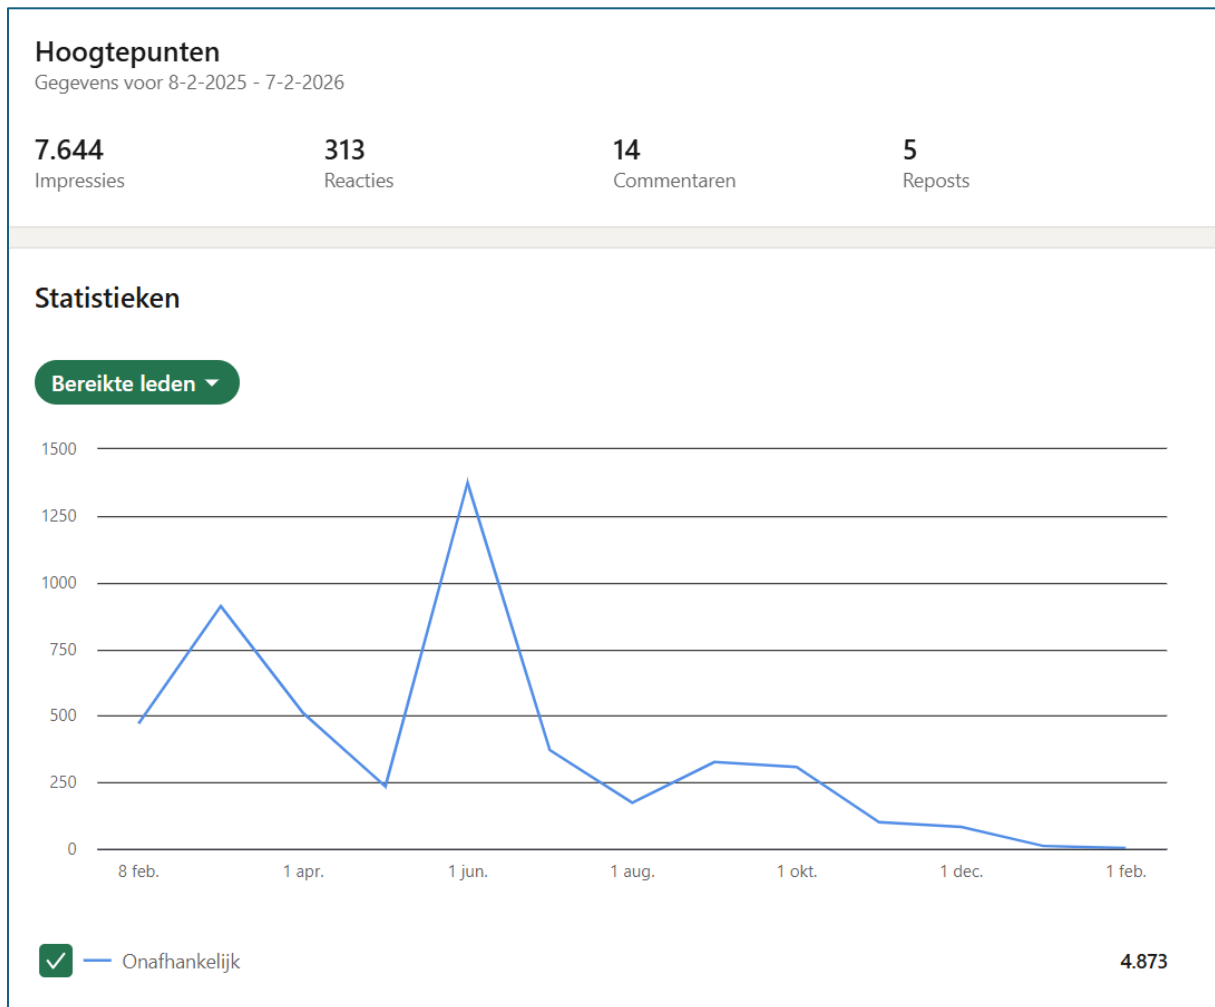 Hoogtepunten
Gegevens voor 8-2-2025 - 7-2-2026
7.644 313 14 5
Impressies Reacties Commentaren Reposts
Statistieken
Bereikte leden
1500
1250
1000
750
500
250
0
8 feb. 1 apr. 1 jun. 1 aug. 1 okt. 1 dec. 1 feb.
Onafhankelijk 4.873